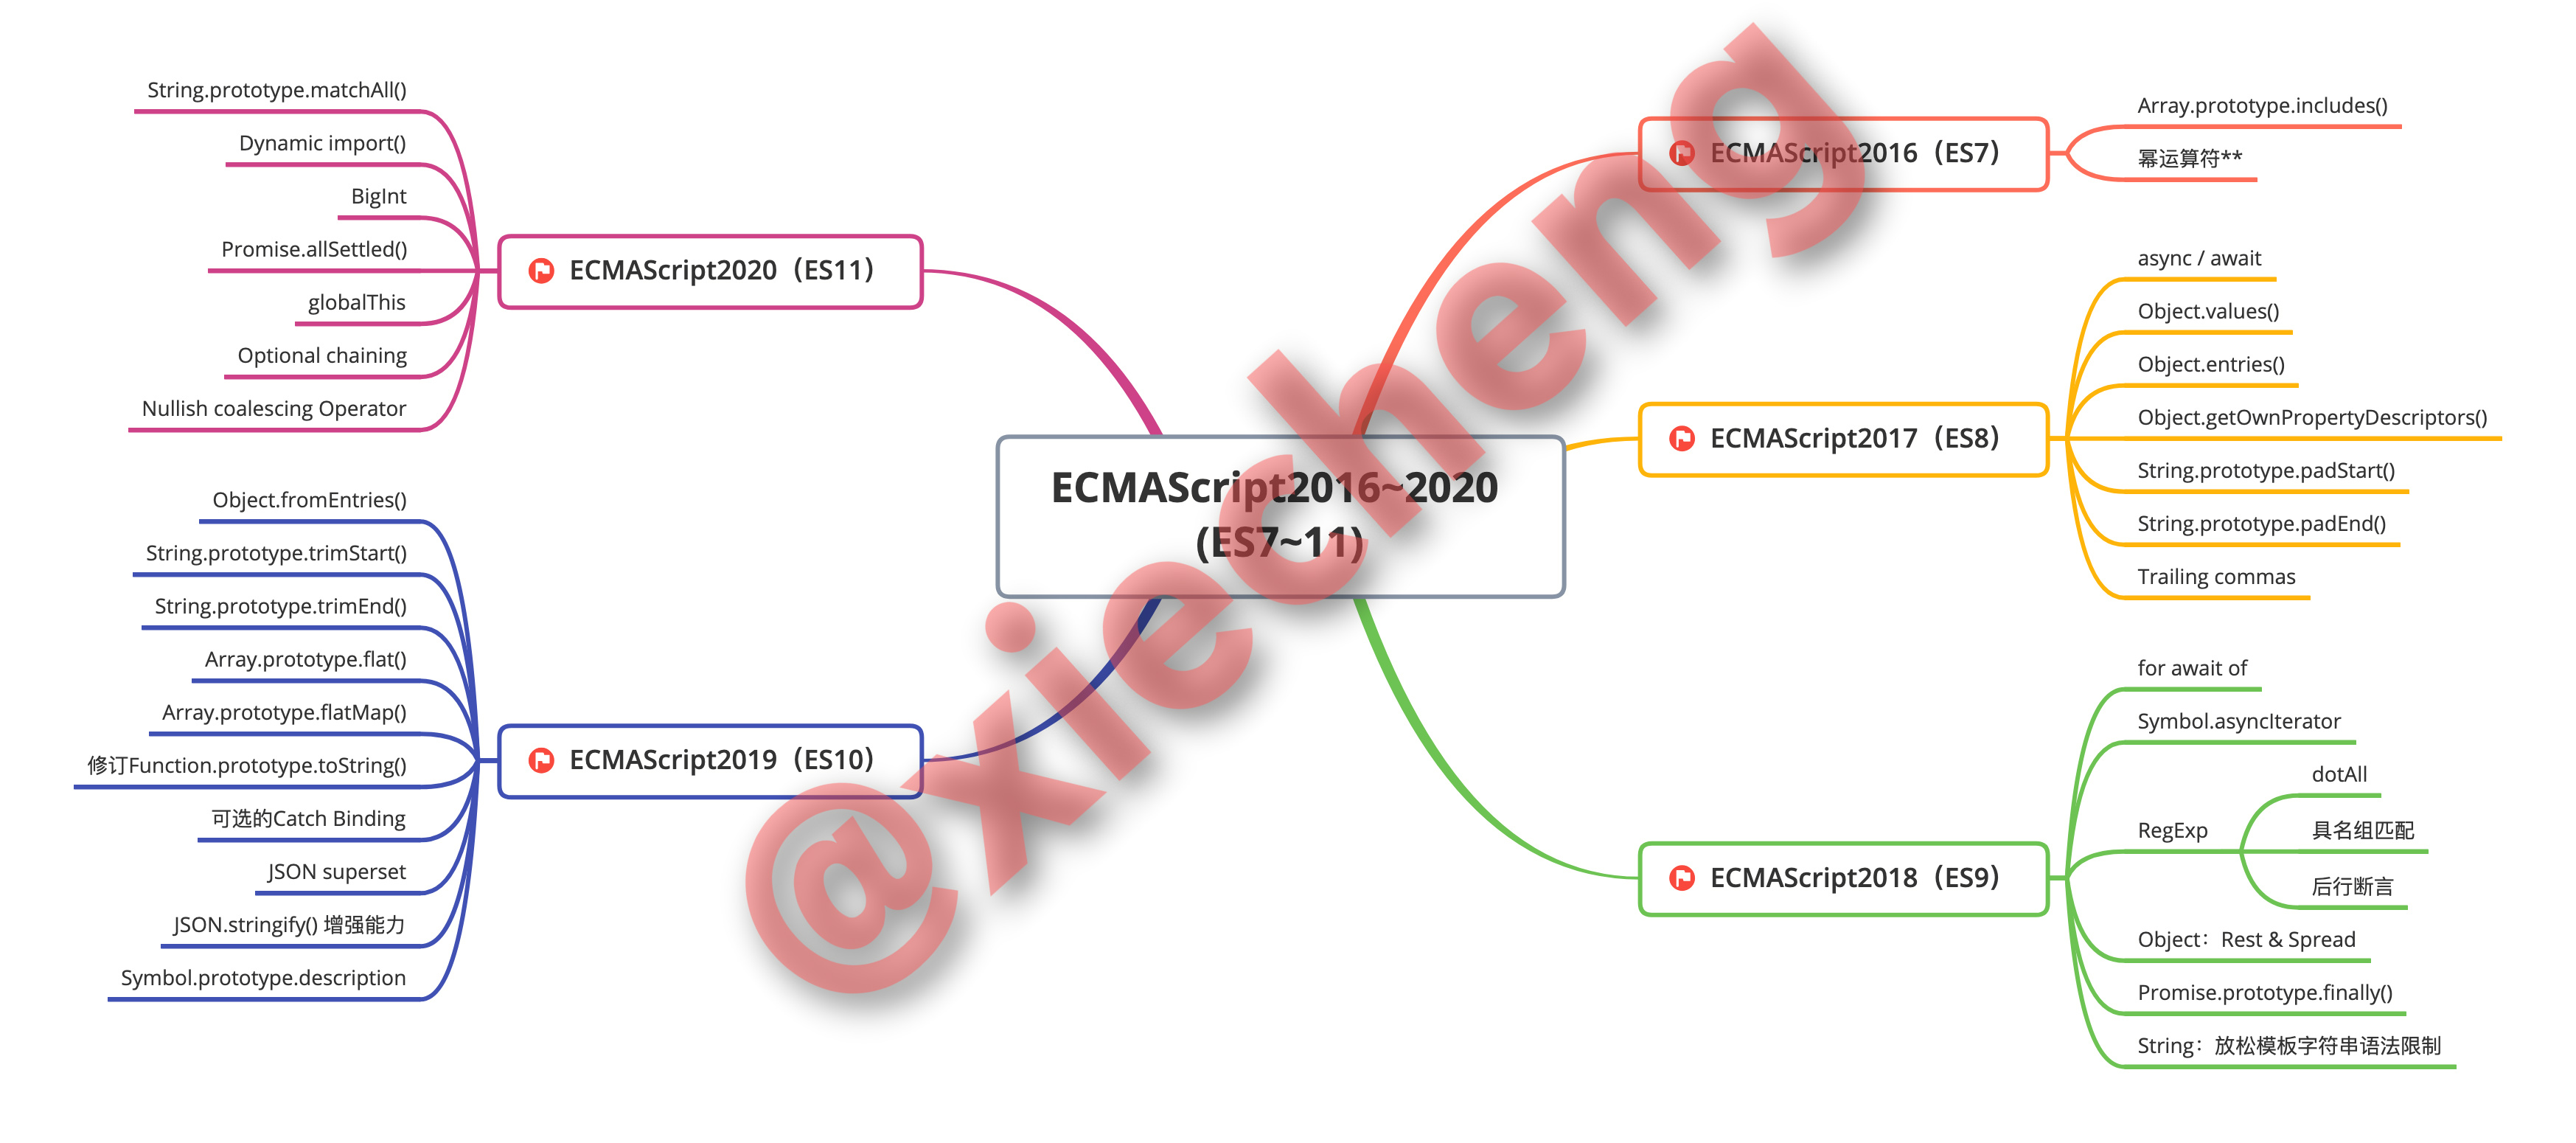 ECMAScript2016~2020
(ES7~11)
ECMAScript2016（ES7）
Array.prototype.includes()
幂运算符**
ECMAScript2017（ES8）
async / await
Object.values()
Object.entries()
Object.getOwnPropertyDescriptors()
String.prototype.padStart()
String.prototype.padEnd()
Trailing commas
ECMAScript2018（ES9）
for await of
Symbol.asyncIterator
RegExp
dotAll
具名组匹配
后行断言
Object：Rest & Spread
Promise.prototype.finally()
String：放松模板字符串语法限制
ECMAScript2020（ES11）
String.prototype.matchAll()
Dynamic import()
BigInt
Promise.allSettled()
globalThis
Optional chaining
Nullish coalescing Operator
ECMAScript2019（ES10）
Object.fromEntries()
String.prototype.trimStart()
String.prototype.trimEnd()
Array.prototype.flat()
Array.prototype.flatMap()
修订Function.prototype.toString()
可选的Catch Binding
JSON superset
JSON.stringify() 增强能力
Symbol.prototype.description
@xiecheng